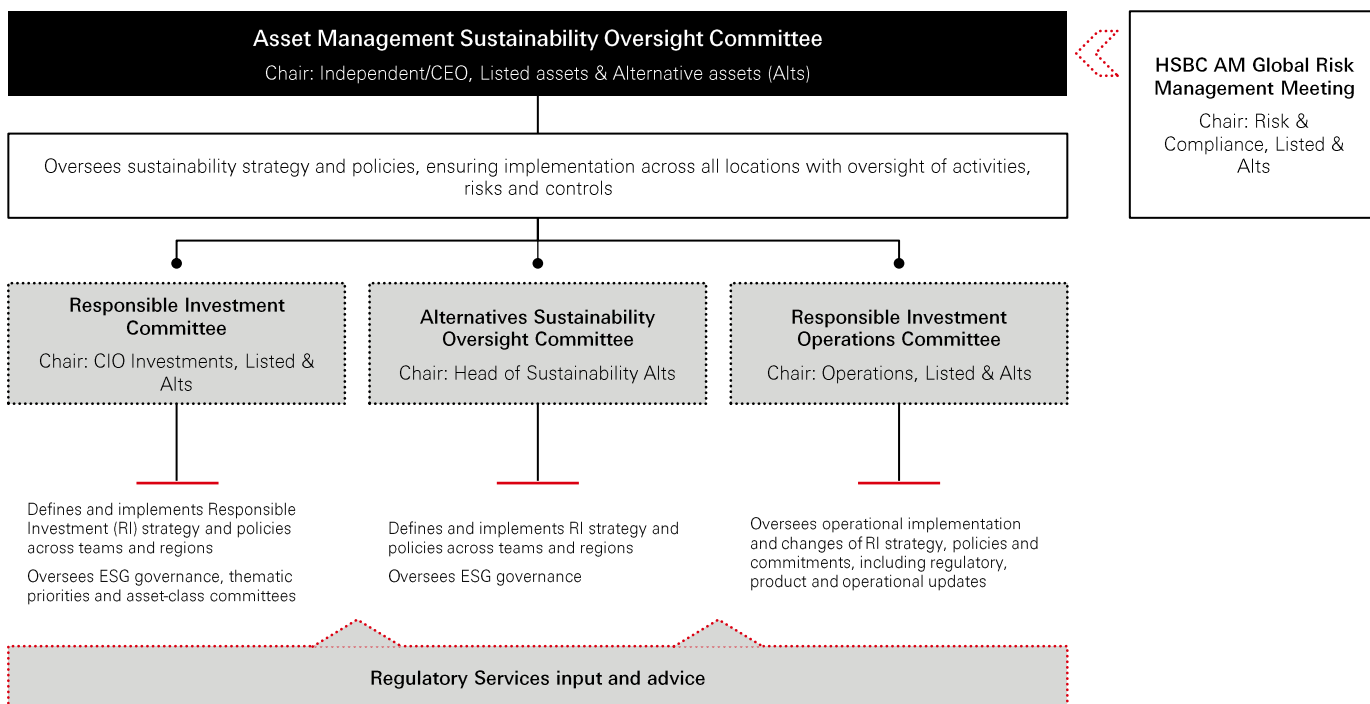 Asset Management Sustainability Oversight Committee
Chair: Independent/CEO, Listed assets & Alternative assets (Alts)
HSBC AM Global Risk
Management Meeting
Chair: Risk &
Compliance, Listed &
Alts
Oversees sustainability strategy and policies, ensuring implementation across all locations with oversight of activities,
risks and controls
Responsible Investment
Committee
Chair: CIO Investments, Listed &
Alts
Alternatives Sustainability
Oversight Committee
Chair: Head of Sustainability Alts
Responsible Investment
Operations Committee
Chair: Operations, Listed & Alts
Defines and implements Responsible
Investment (RI) strategy and policies
across teams and regions
Oversees ESG governance, thematic
priorities and asset-class committees
Defines and implements RI strategy and
policies across teams and regions
Oversees ESG governance
Oversees operational implementation
and changes of RI strategy, policies and
commitments, including regulatory,
product and operational updates
Regulatory Services input and advice